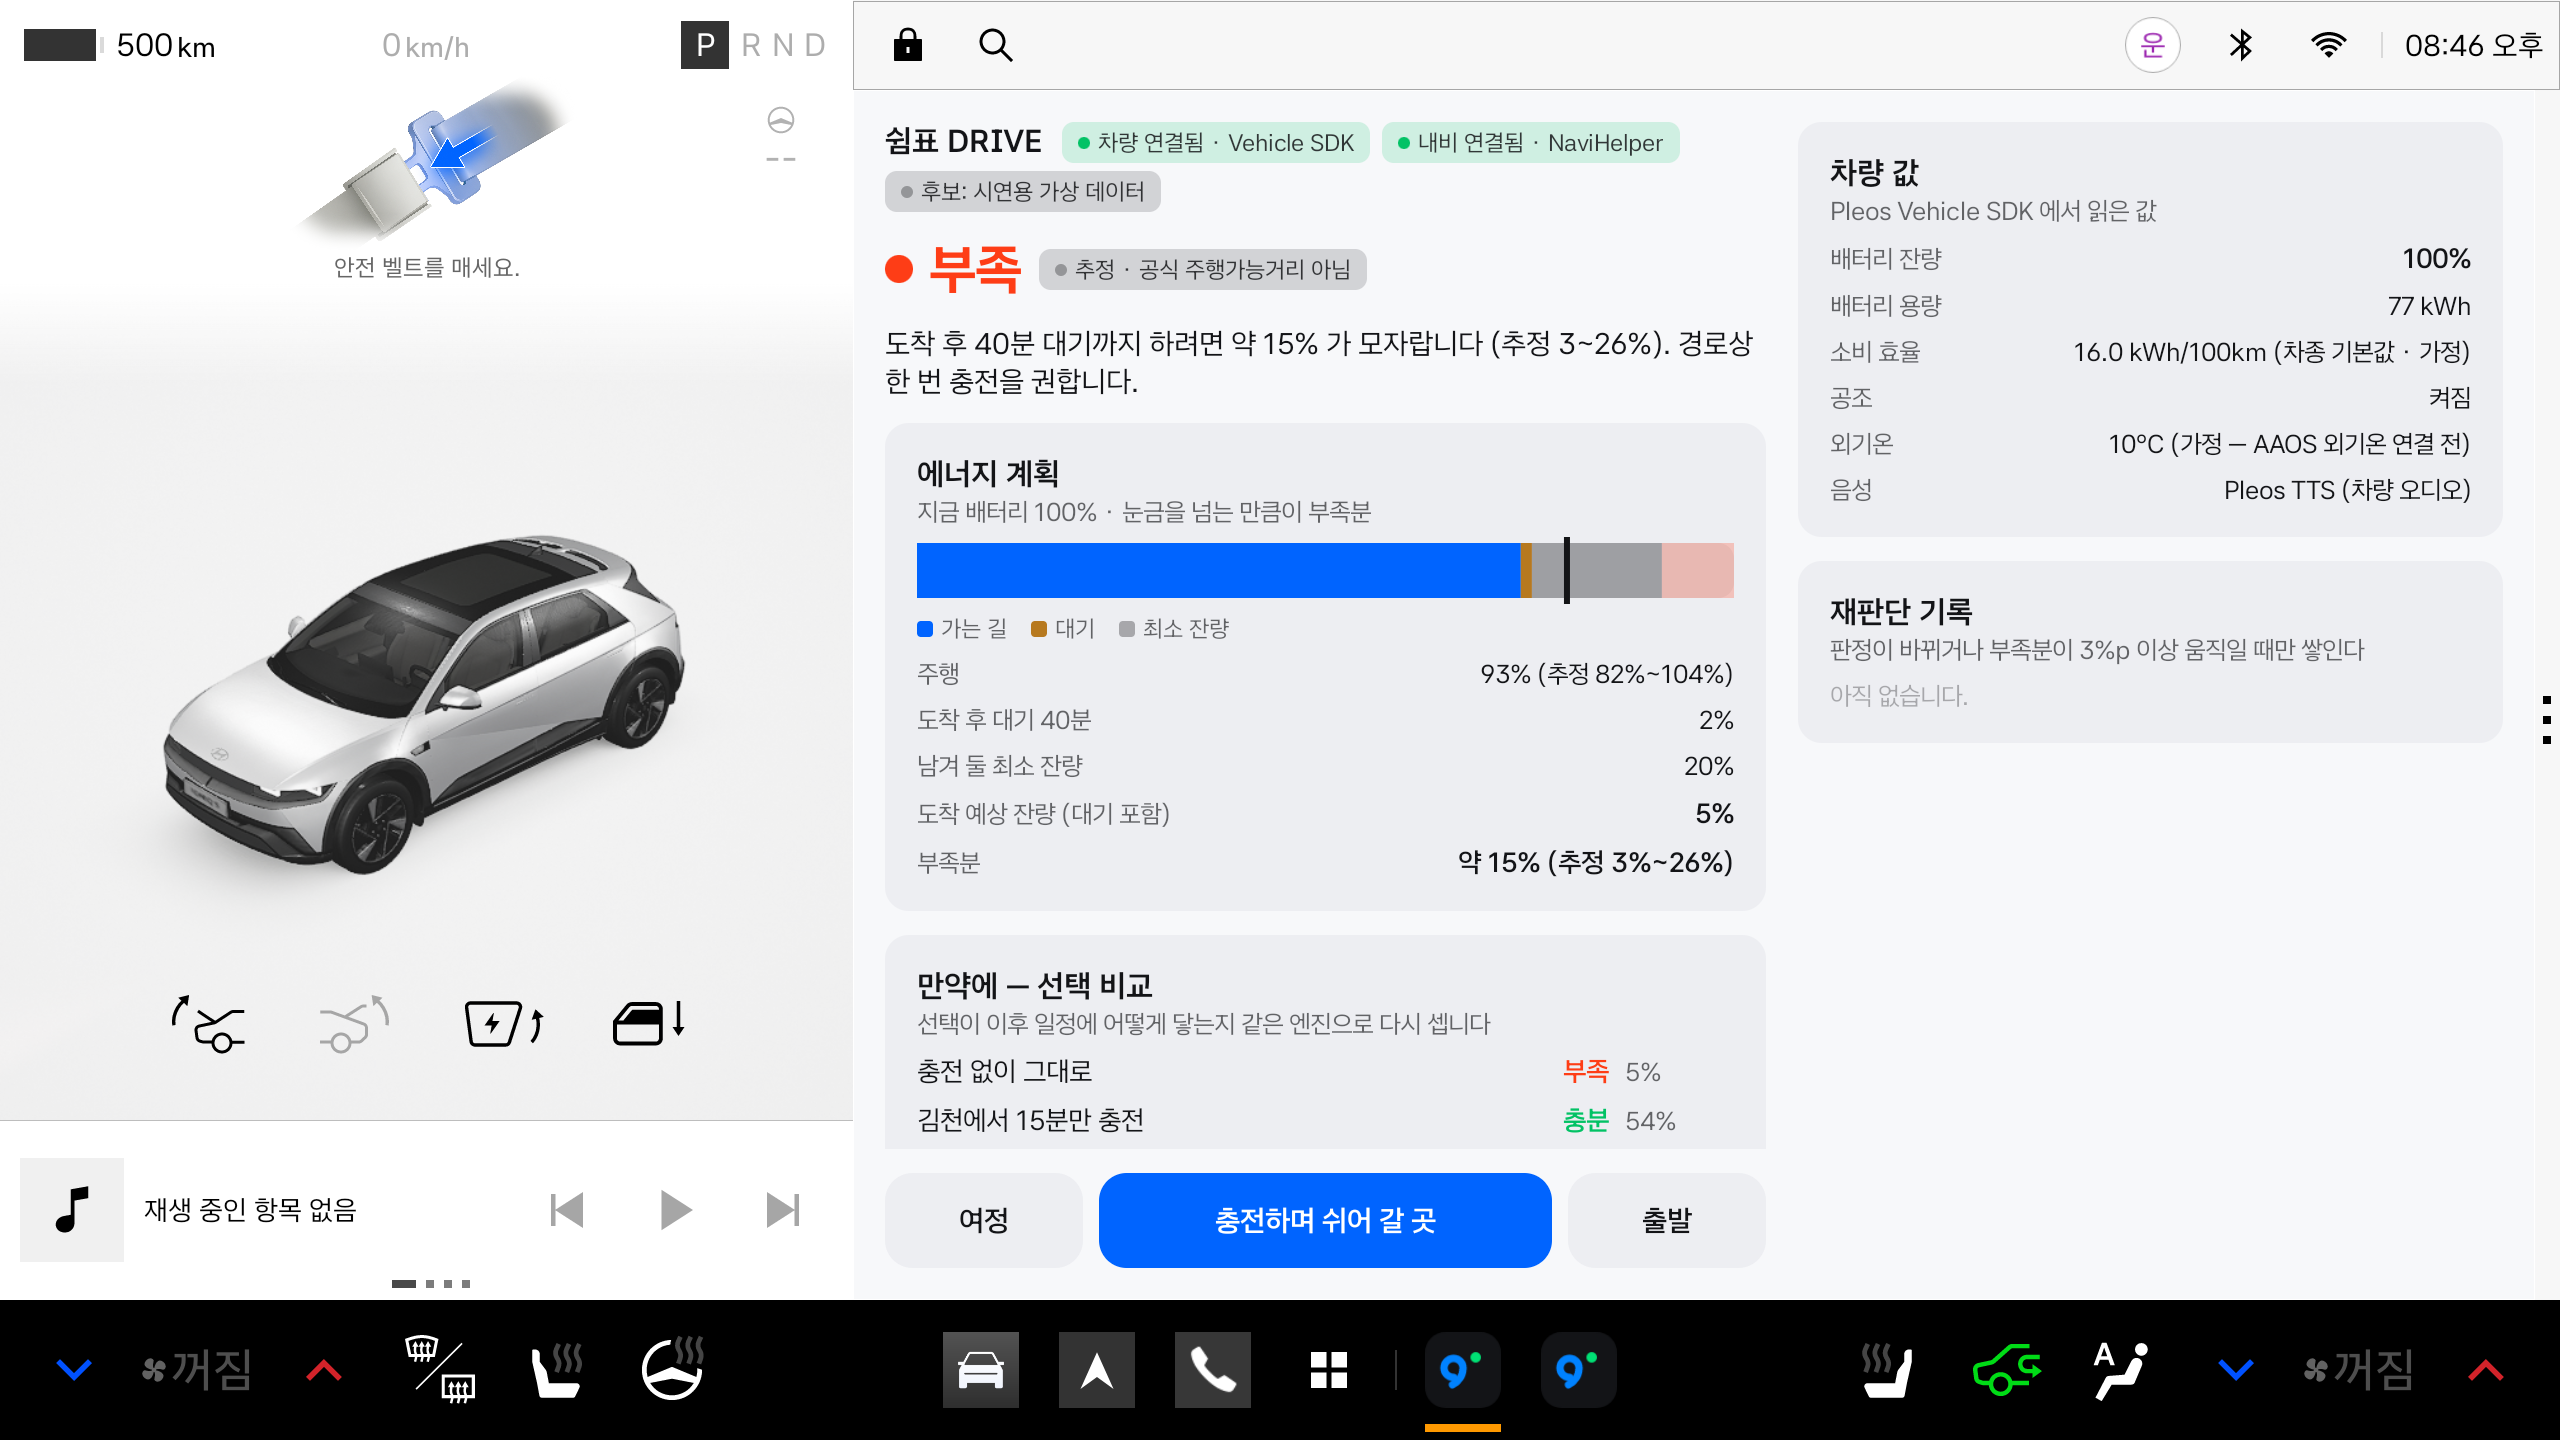 500 km
0 km/h
P R N D
안전 벨트를 매세요.
재생 중인 항목 없음
운
08:46 오후
쉼표 DRIVE
차량 연결됨 · Vehicle SDK
내비 연결됨 · NaviHelper
후보: 시연용 가상 데이터
부족
추정 · 공식 주행가능거리 아님
도착 후 40분 대기까지 하려면 약 15% 가 모자랍니다 (추정 3~26%). 경로상
한 번 충전을 권합니다.
에너지 계획
지금 배터리 100% · 눈금을 넘는 만큼이 부족분
가는 길 대기 최소 잔량
주행 93% (추정 82%~104%)
도착 후 대기 40분 2%
남겨 둘 최소 잔량 20%
도착 예상 잔량 (대기 포함) 5%
부족분 약 15% (추정 3%~26%)
만약에 — 선택 비교
선택이 이후 일정에 어떻게 닿는지 같은 엔진으로 다시 셉니다
충전 없이 그대로 부족 5%
김천에서 15분만 충전 충분 54%
여정
충전하며 쉬어 갈 곳
출발
차량 값
Pleos Vehicle SDK 에서 읽은 값
배터리 잔량 100%
배터리 용량 77 kWh
소비 효율 16.0 kWh/100km (차종 기본값 · 가정)
공조 켜짐
외기온 10°C (가정 — AAOS 외기온 연결 전)
음성 Pleos TTS (차량 오디오)
재판단 기록
판정이 바뀌거나 부족분이 3%p 이상 움직일 때만 쌓인다
아직 없습니다.
꺼짐
A
꺼짐